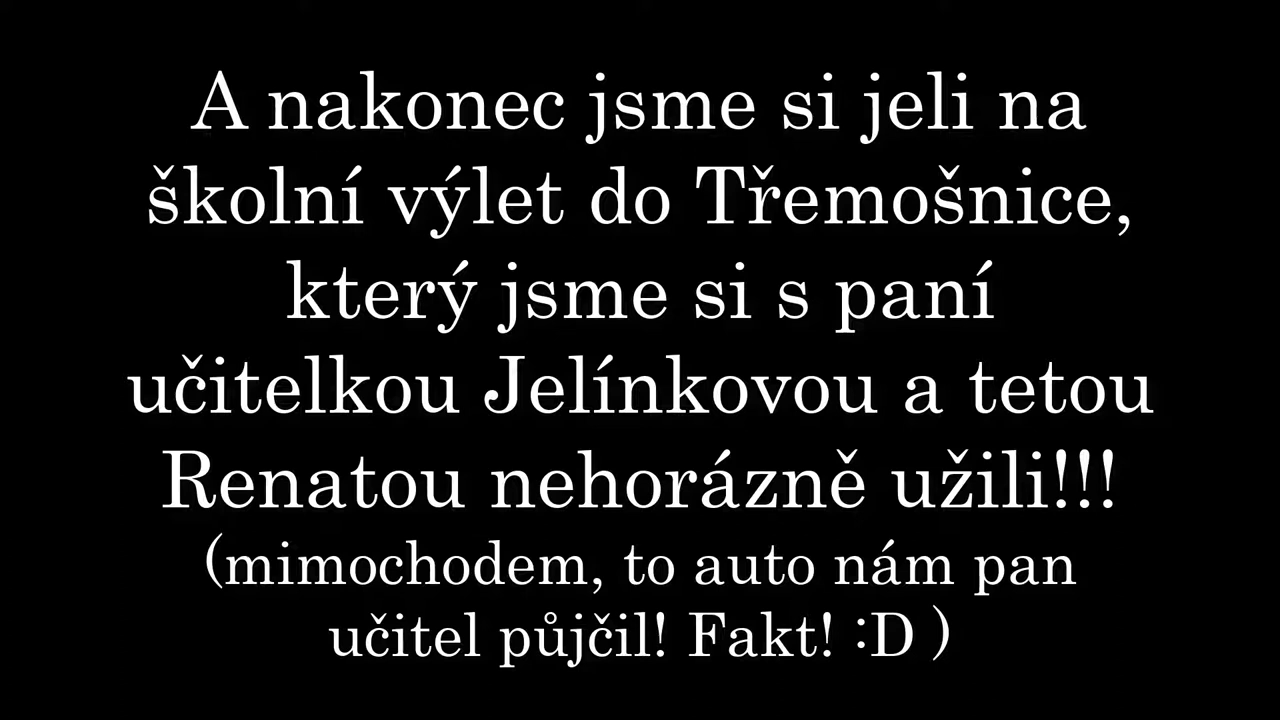 A nakonec jsme si jeli na
školní výlet do Třemošnice,
který jsme si s paní
učitelkou Jelínkovou a tetou
Renatou nehorázně užili!!!
(mimochodem, to auto nám pan
učitel půjčil! Fakt! :D )